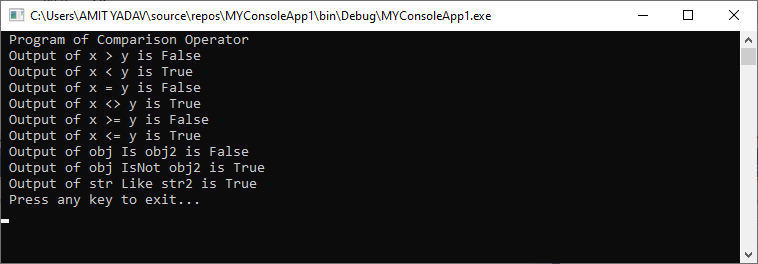 C:\Users\AMIT YADAV\source\repos\MYConsoleApp1\bin\Debug\MYConsoleApp1.exe
Program of Comparison Operator
Output of x > y is False
Output of x < y is True
Output of x = y is False
Output of x <> y is True
Output of x >= y is False
Output of x <= y is True
Output of obj Is obj2 is False
Output of obj IsNot obj2 is True
Output of str Like str2 is True
Press any key to exit...